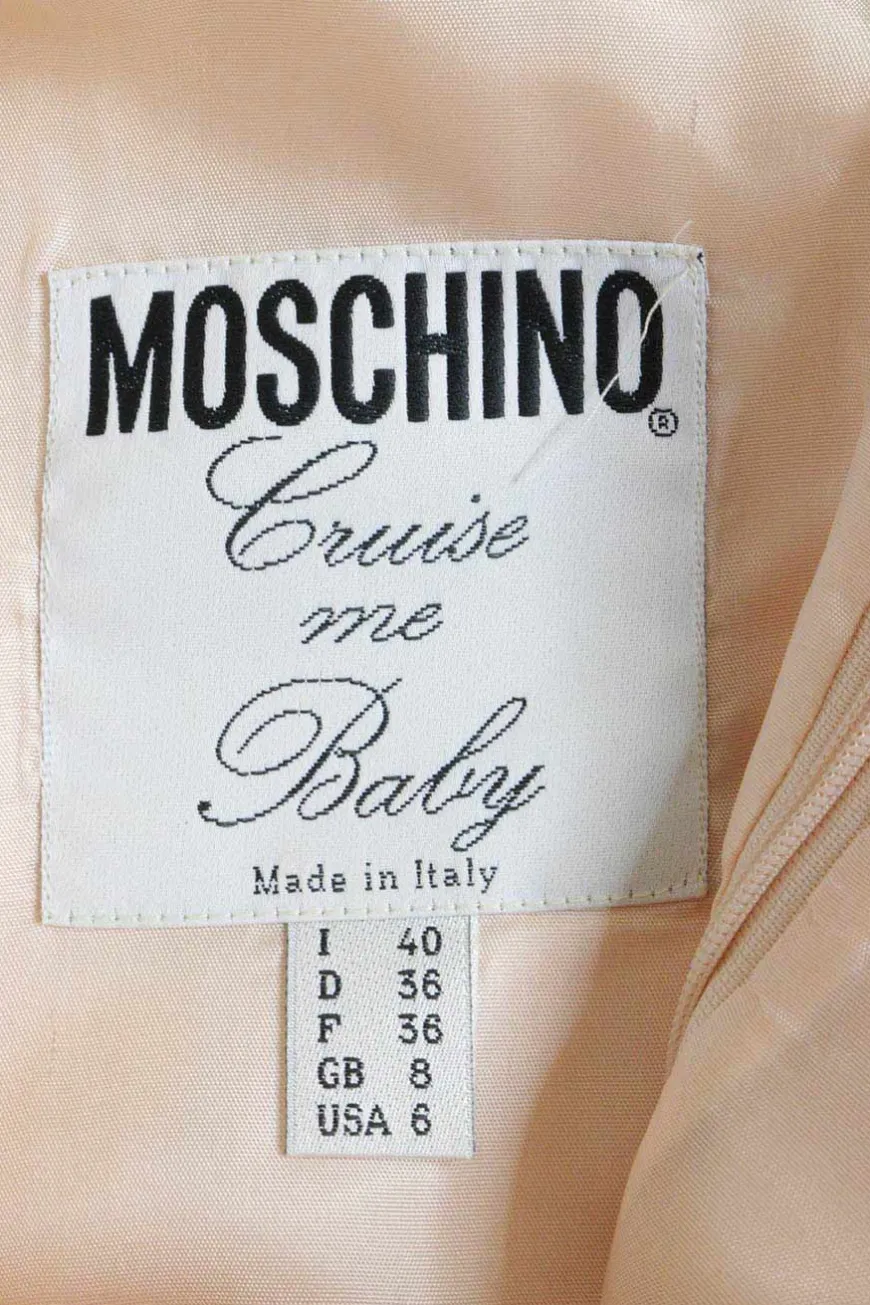 MOSCHINO®
Cruise
me
Baby
Made in Italy
I 40
D 36
F 36
GB 8
USA 6